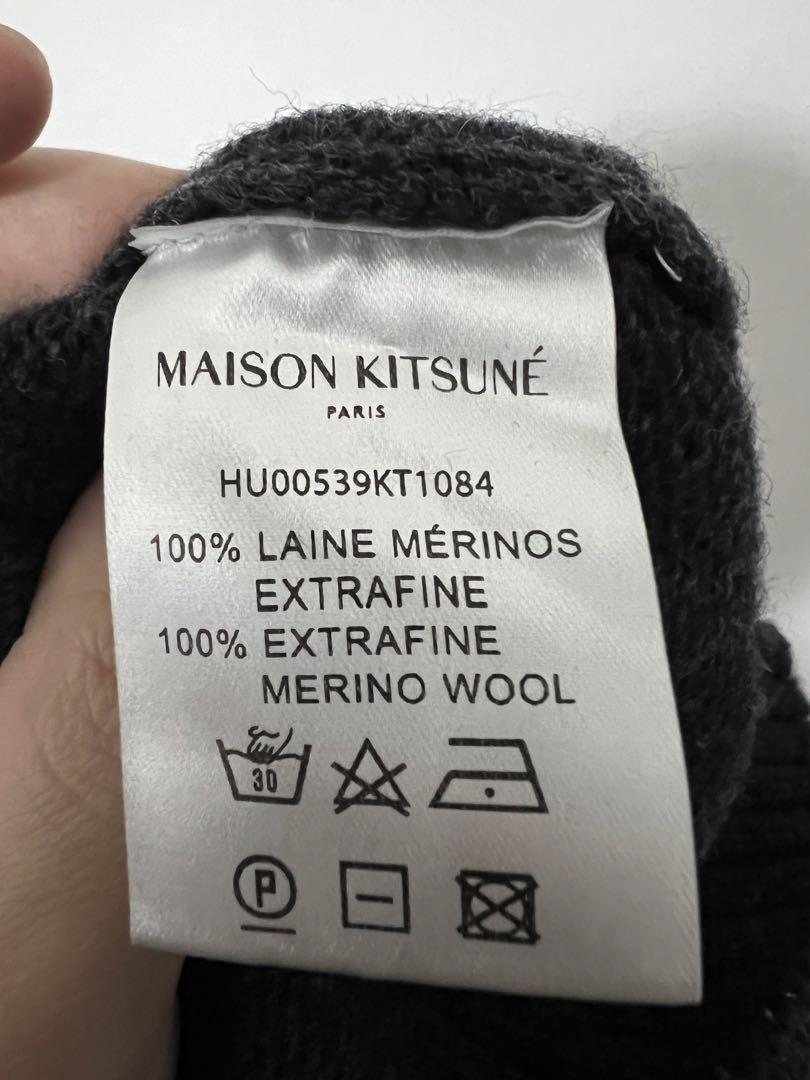 MAISON KITSUNÉ
PARIS
HU00539KT1084
100% LAINE MÉRINOS
EXTRAFINE
100% EXTRAFINE
MERINO WOOL
30
P